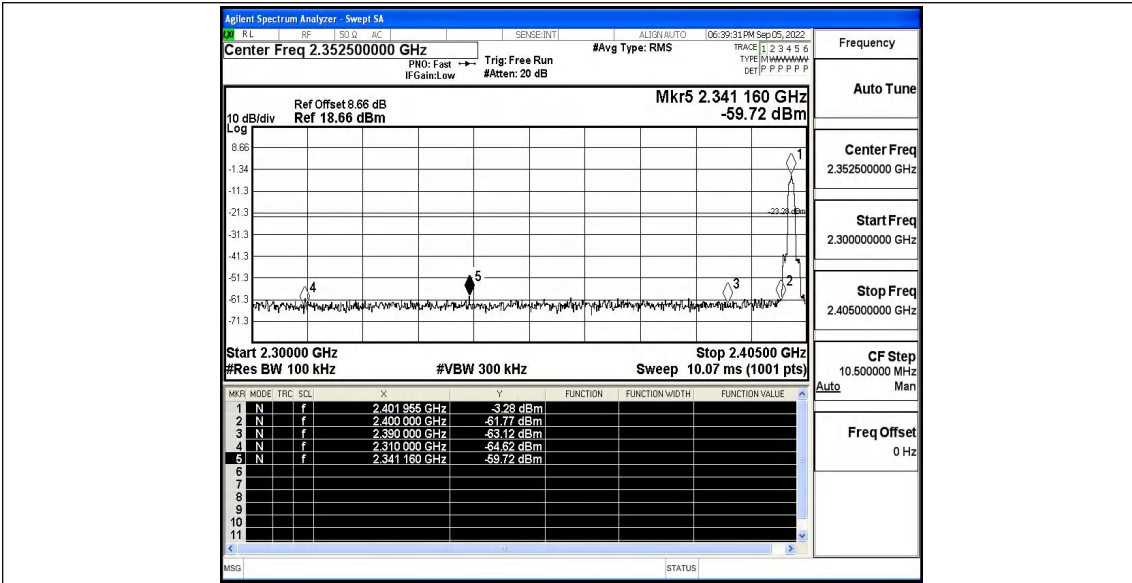 Agilent Spectrum Analyzer - Swept SA
RL RF 50 Ω AC SENSE:INT ALIGN AUTO 06:39:31 PM Sep 05, 2022
Center Freq 2.352500000 GHz
PNO: Fast
IFGain:Low
Trig: Free Run
#Atten: 20 dB
#Avg Type: RMS
TRACE 1 2 3 4 5 6
TYPE M
DET P P P P P P
Mkr5 2.341 160 GHz
-59.72 dBm
Ref Offset 8.66 dB
10 dB/div Ref 18.66 dBm
Log
8.66
-1.34
-11.3
-21.3
-31.3
-41.3
-51.3
-61.3
-71.3
-23.28 dBm
1
2
3
4
5
Start 2.30000 GHz Stop 2.40500 GHz
#Res BW 100 kHz #VBW 300 kHz Sweep 10.07 ms (1001 pts)
MKR MODE TRC SCL X Y FUNCTION FUNCTION WIDTH FUNCTION VALUE
1 N f 2.401 955 GHz -3.28 dBm
2 N f 2.400 000 GHz -61.77 dBm
3 N f 2.390 000 GHz -63.12 dBm
4 N f 2.310 000 GHz -64.62 dBm
5 N f 2.341 160 GHz -59.72 dBm
6
7
8
9
10
11
MSG STATUS
Frequency
Auto Tune
Center Freq
2.352500000 GHz
Start Freq
2.300000000 GHz
Stop Freq
2.405000000 GHz
CF Step
10.500000 MHz
Auto Man
Freq Offset
0 Hz